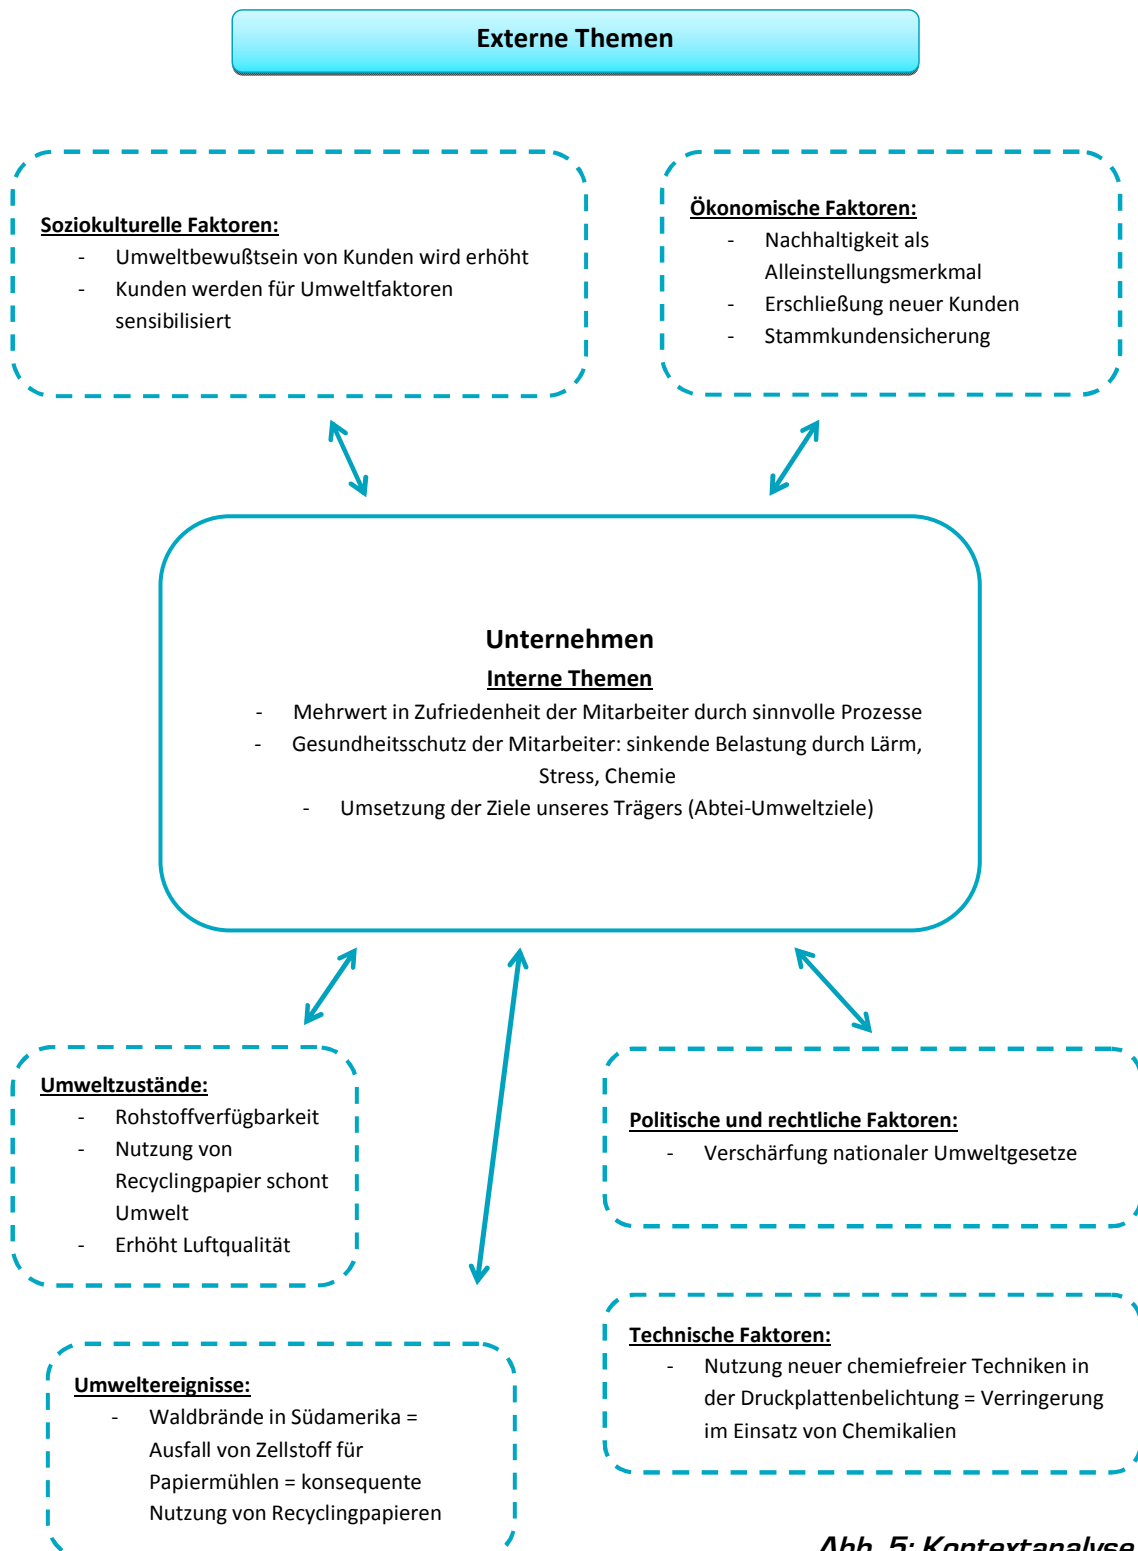 Externe Themen
Soziokulturelle Faktoren:
- Umweltbewußtsein von Kunden wird erhöht
- Kunden werden für Umweltfaktoren
sensibilisiert
Ökonomische Faktoren:
- Nachhaltigkeit als
Alleinstellungsmerkmal
- Erschließung neuer Kunden
- Stammkundensicherung
Unternehmen
Interne Themen
- Mehrwert in Zufriedenheit der Mitarbeiter durch sinnvolle Prozesse
- Gesundheitsschutz der Mitarbeiter: sinkende Belastung durch Lärm,
Stress, Chemie
- Umsetzung der Ziele unseres Trägers (Abtei-Umweltziele)
Umweltzustände:
- Rohstoffverfügbarkeit
- Nutzung von
Recyclingpapier schont
Umwelt
- Erhöht Luftqualität
Politische und rechtliche Faktoren:
- Verschärfung nationaler Umweltgesetze
Technische Faktoren:
- Nutzung neuer chemiefreier Techniken in
der Druckplattenbelichtung = Verringerung
im Einsatz von Chemikalien
Umweltereignisse:
- Waldbrände in Südamerika =
Ausfall von Zellstoff für
Papiermühlen = konsequente
Nutzung von Recyclingpapieren
Abb. 5: Kontextanalyse